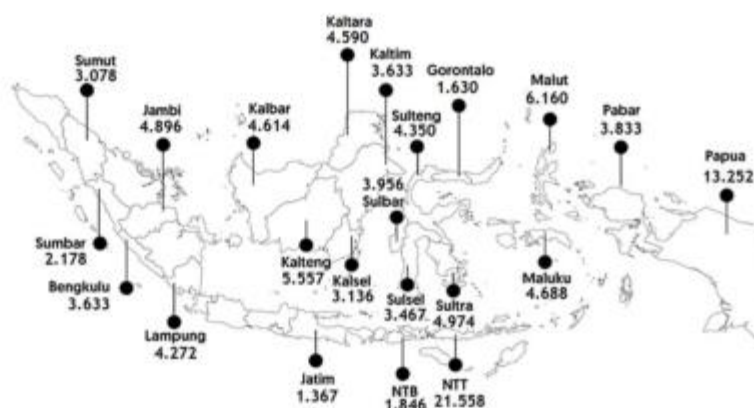 Kaltara
4.590
Kaltim
3.633
Gorontalo
1.630
Sumut
3.078
Malut
6.160
Jambi
4.896
Kalbar
4.614
Sulteng
4.350
Pabar
3.833
Papua
13.252
3.956
Sulbar
Sumbar
2.178
Kalteng
5.557
Kalsel
3.136
Maluku
4.688
Bengkulu
3.633
Sulsel
3.467
Sultra
4.974
Lampung
4.272
Jatim
1.367
NTB
1.846
NTT
21.558